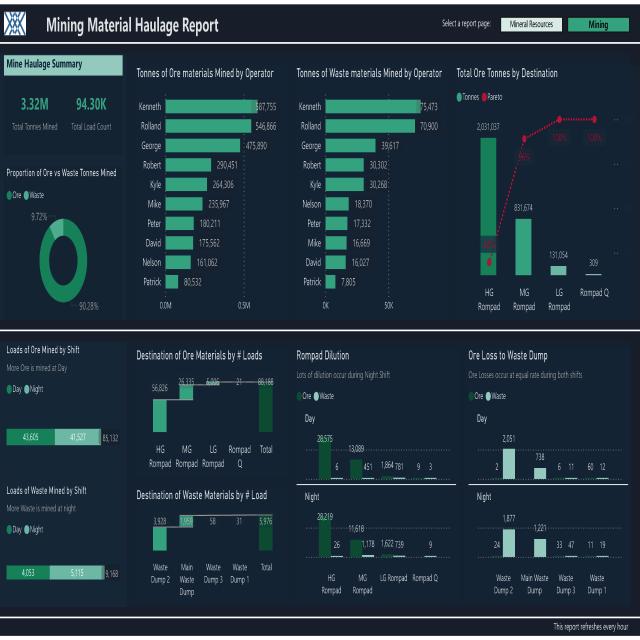 Mining Material Haulage Report
Select a report page:
Mineral Resources
Mining
Mine Haulage Summary
3.32M
94.30K
Total Tonnes Mined
Total Load Count
Proportion of Ore vs Waste Tonnes Mined
Ore Waste
9.72%
90.28%
Tonnes of Ore materials Mined by Operator
Kenneth 587,755
Rolland 546,866
George 475,890
Robert 290,451
Kyle 264,306
Mike 235,967
Peter 180,211
David 175,562
Nelson 161,062
Patrick 80,532
0.0M 0.5M
Tonnes of Waste materials Mined by Operator
Kenneth 75,473
Rolland 70,900
George 39,617
Robert 30,302
Kyle 30,268
Nelson 18,370
Peter 17,332
Mike 16,669
David 16,027
Patrick 7,805
0K 50K
Total Ore Tonnes by Destination
Tonnes Pareto
2,031,037
96%
100%
100%
831,674
131,054
309
HG Rompad
MG Rompad
LG Rompad
Rompad Q
Loads of Ore Mined by Shift
More Ore is mined at Day
Day Night
43,605 41,527 85,132
Loads of Waste Mined by Shift
More Waste is mined at night
Day Night
4,053 5,115 9,168
Destination of Ore Materials by # Loads
56,826 21 88,188
HG Rompad
MG Rompad
LG Rompad
Rompad Q
Total
Destination of Waste Materials by # Load
3,928 1,959 58 31 5,976
Waste Dump 2
Main Waste Dump
Waste Dump 3
Waste Dump 1
Total
Rompad Dilution
Lots of dilution occur during Night Shift
Ore Waste
Day
28,575 6 13,089 451 1,864 781 9 3
Night
28,219 26 11,618 1,178 1,622 739 9
HG Rompad
MG Rompad
LG Rompad
Rompad Q
Ore Loss to Waste Dump
Ore Losses occur at equal rate during both shifts
Ore Waste
Day
2 2,051 738 6 11 60 12
Night
24 1,877 1,221 33 47 11 19
Waste Dump 2
Main Waste Dump
Waste Dump 3
Waste Dump 1
This report refreshes every hour